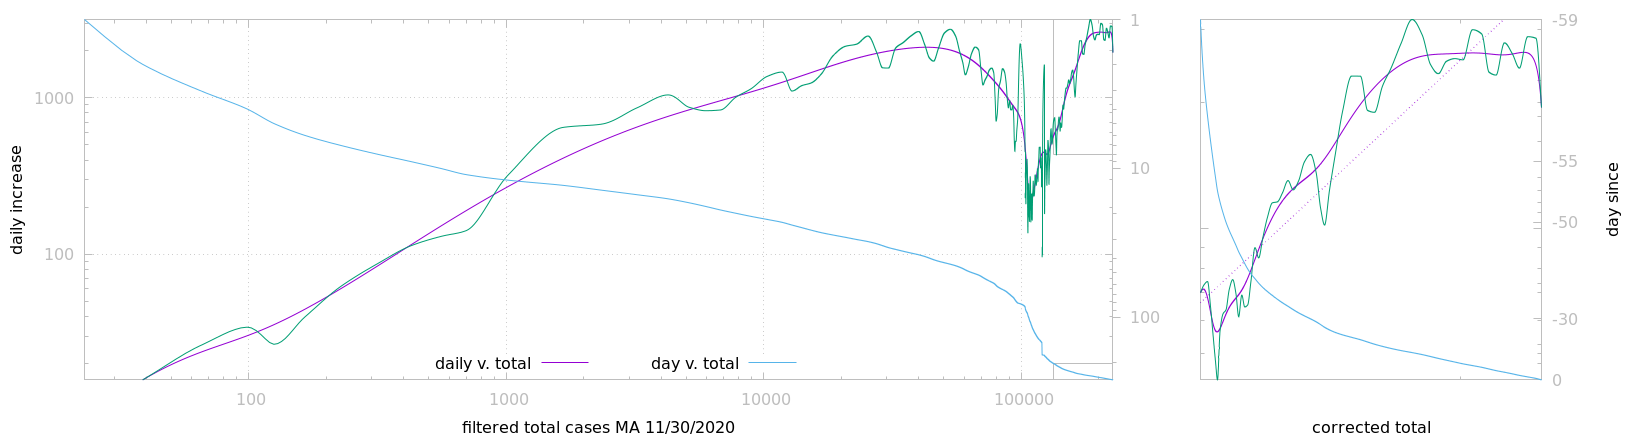 daily increase
1000
100
daily v. total
day v. total
100
1000
10000
100000
filtered total cases MA 11/30/2020
1
10
100
-59
-55
-50
-30
0
day since
corrected total